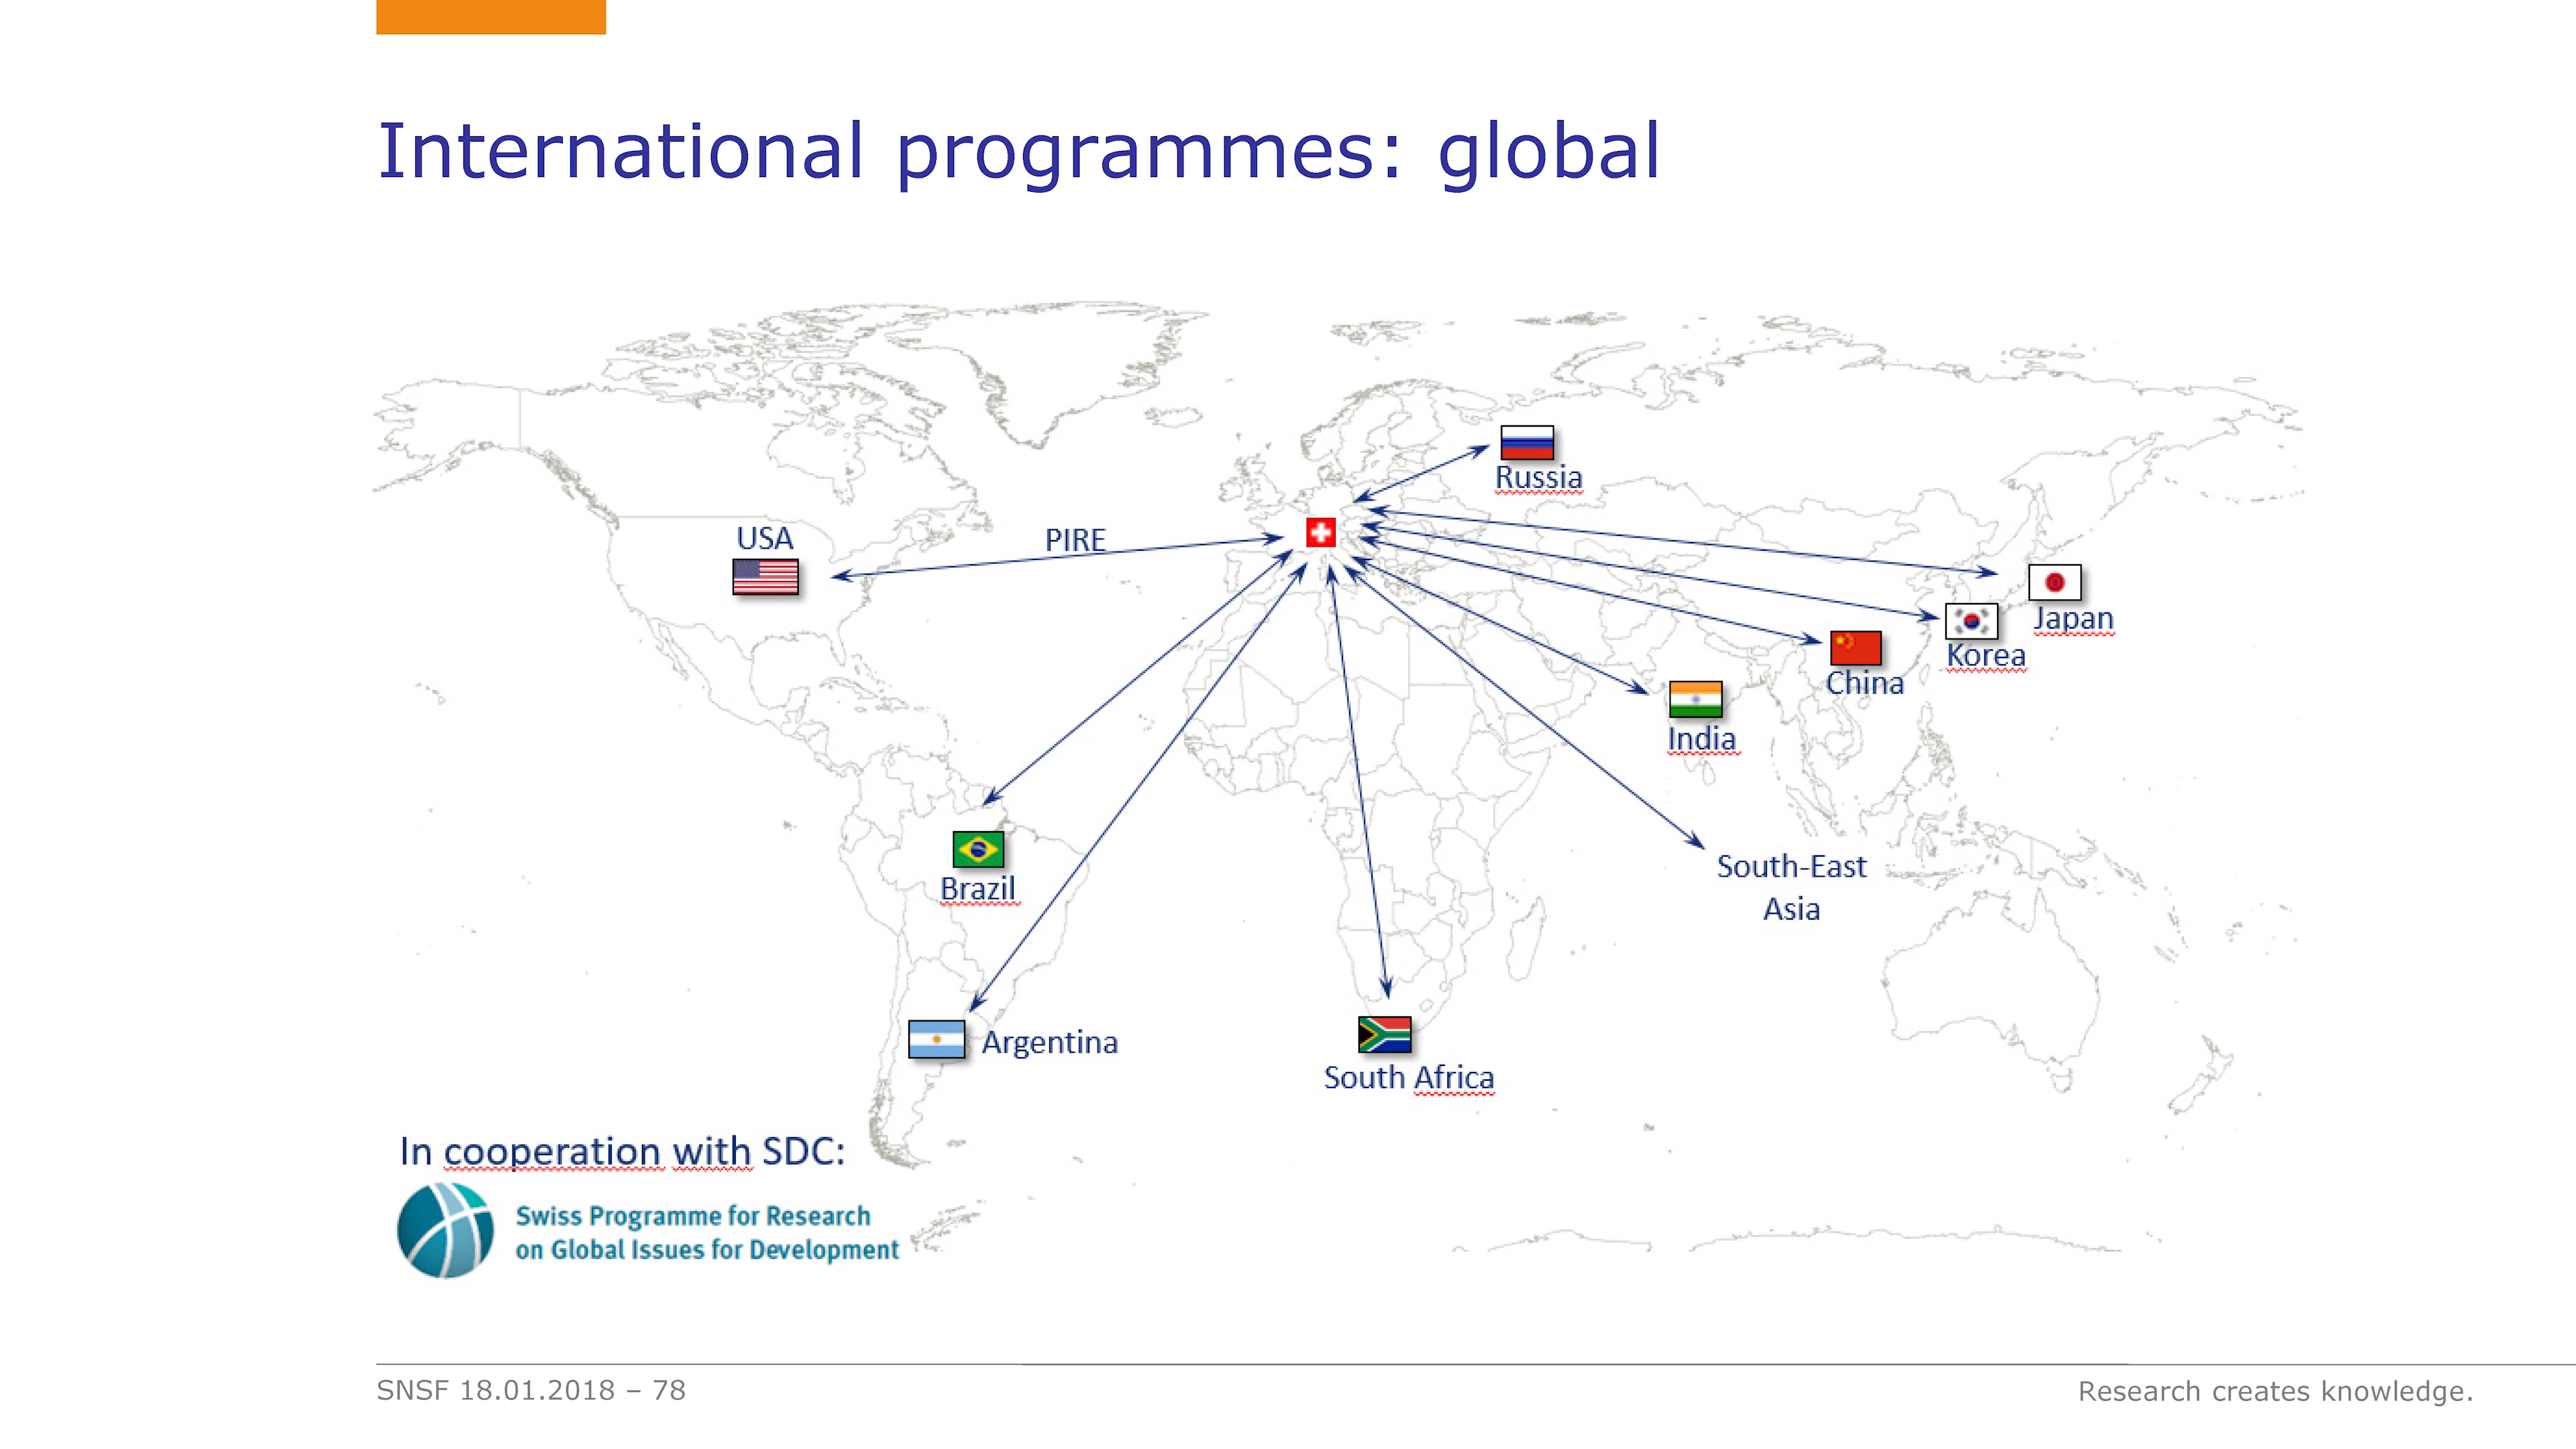 International programmes: global
Russia
USA
PIRE
Japan
Korea
China
India
South-East
Asia
Brazil
Argentina
South Africa
In cooperation with SDC:
Swiss Programme for Research
on Global Issues for Development
SNSF 18.01.2018 – 78
Research creates knowledge.